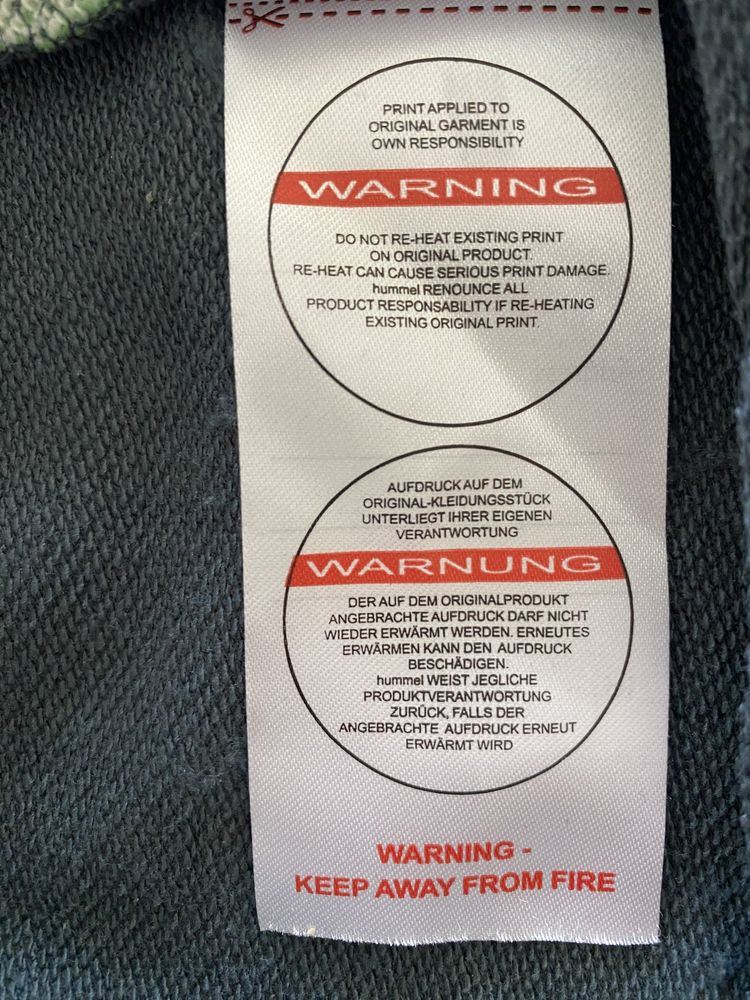 PRINT APPLIED TO
ORIGINAL GARMENT IS
OWN RESPONSIBILITY
WARNING
DO NOT RE-HEAT EXISTING PRINT
ON ORIGINAL PRODUCT.
RE-HEAT CAN CAUSE SERIOUS PRINT DAMAGE.
hummel RENOUNCE ALL
PRODUCT RESPONSABILITY IF RE-HEATING
EXISTING ORIGINAL PRINT.
AUFDRUCK AUF DEM
ORIGINAL-KLEIDUNGSSTÜCK
UNTERLIEGT IHRER EIGENEN
VERANTWORTUNG
WARNUNG
DER AUF DEM ORIGINALPRODUKT
ANGEBRACHTE AUFDRUCK DARF NICHT
WIEDER ERWÄRMT WERDEN. ERNEUTES
ERWÄRMEN KANN DEN AUFDRUCK
BESCHÄDIGEN.
hummel WEIST JEGLICHE
PRODUKTVERANTWORTUNG
ZURÜCK, FALLS DER
ANGEBRACHTE AUFDRUCK ERNEUT
ERWÄRMT WIRD
WARNING -
KEEP AWAY FROM FIRE